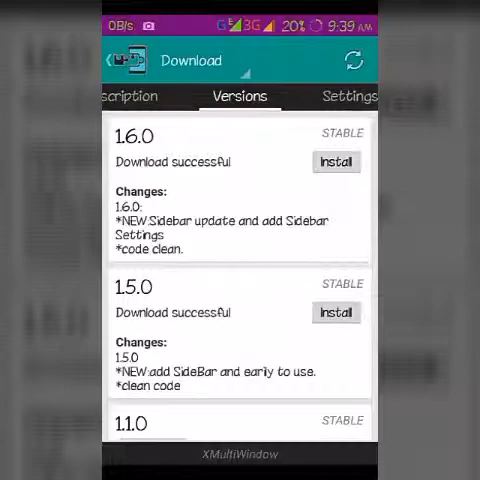 0B/s G E 3G 20% 9:39 AM
Download
scription Versions Settings
1.6.0 STABLE
Download successful Install
Changes:
1.6.0:
*NEW:Sidebar update and add Sidebar
Settings
*code clean.
1.5.0 STABLE
Download successful Install
Changes:
1.5.0
*NEW:add SideBar and early to use.
*clean code
1.1.0 STABLE
XMultiWindow